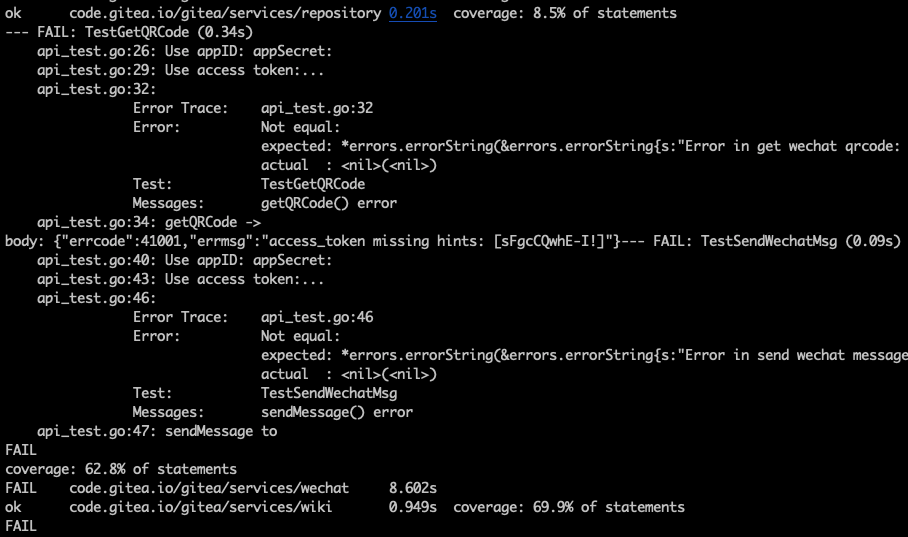 ok      code.gitea.io/gitea/services/repository 0.201s  coverage: 8.5% of statements
--- FAIL: TestGetQRCode (0.34s)
    api_test.go:26: Use appID: appSecret:
    api_test.go:29: Use access token:...
    api_test.go:32:
                Error Trace:    api_test.go:32
                Error:          Not equal:
                                expected: *errors.errorString(&errors.errorString{s:"Error in get wechat qrcode:
                                actual  : <nil>(<nil>)
                Test:           TestGetQRCode
                Messages:       getQRCode() error
    api_test.go:34: getQRCode ->
body: {"errcode":41001,"errmsg":"access_token missing hints: [sFgcCQwhE-I!]"}--- FAIL: TestSendWechatMsg (0.09s)
    api_test.go:40: Use appID: appSecret:
    api_test.go:43: Use access token:...
    api_test.go:46:
                Error Trace:    api_test.go:46
                Error:          Not equal:
                                expected: *errors.errorString(&errors.errorString{s:"Error in send wechat message
                                actual  : <nil>(<nil>)
                Test:           TestSendWechatMsg
                Messages:       sendMessage() error
    api_test.go:47: sendMessage to
FAIL
coverage: 62.8% of statements
FAIL    code.gitea.io/gitea/services/wechat     8.602s
ok      code.gitea.io/gitea/services/wiki       0.949s  coverage: 69.9% of statements
FAIL